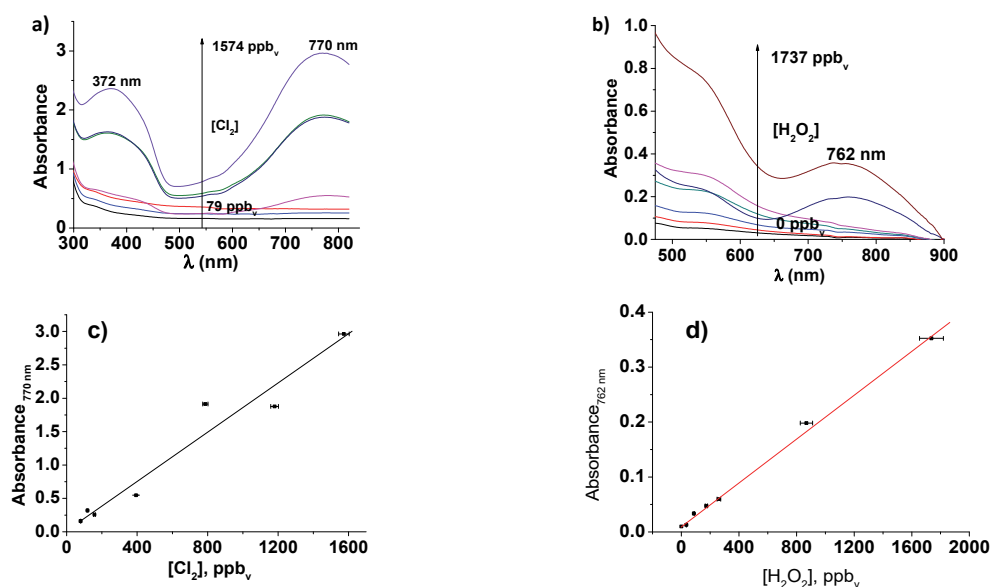 a)
1574 ppbv
770 nm
372 nm
[Cl2]
79 ppbv
Absorbance
0
1
2
3
300
400
500
600
700
800
λ (nm)
b)
1737 ppbv
[H2O2]
762 nm
0 ppbv
Absorbance
0.0
0.2
0.4
0.6
0.8
1.0
500
600
700
800
900
λ (nm)
c)
Absorbance 770 nm
0.0
0.5
1.0
1.5
2.0
2.5
3.0
0
400
800
1200
1600
[Cl2], ppbv
d)
Absorbance762 nm
0.0
0.1
0.2
0.3
0.4
0
400
800
1200
1600
2000
[H2O2], ppbv